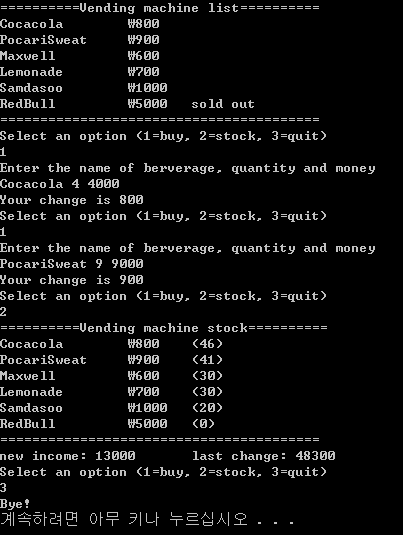 ==========Vending machine list==========
Cocacola ₩800
PocariSweat ₩900
Maxwell ₩600
Lemonade ₩700
Samdasoo ₩1000
RedBull ₩5000 sold out
========================================
Select an option (1=buy, 2=stock, 3=quit)
1
Enter the name of berverage, quantity and money
Cocacola 4 4000
Your change is 800
Select an option (1=buy, 2=stock, 3=quit)
1
Enter the name of berverage, quantity and money
PocariSweat 9 9000
Your change is 900
Select an option (1=buy, 2=stock, 3=quit)
2
==========Vending machine stock==========
Cocacola ₩800 (46)
PocariSweat ₩900 (41)
Maxwell ₩600 (30)
Lemonade ₩700 (30)
Samdasoo ₩1000 (20)
RedBull ₩5000 (0)
========================================
new income: 13000 last change: 48300
Select an option (1=buy, 2=stock, 3=quit)
3
Bye!
계속하려면 아무 키나 누르십시오 . . .